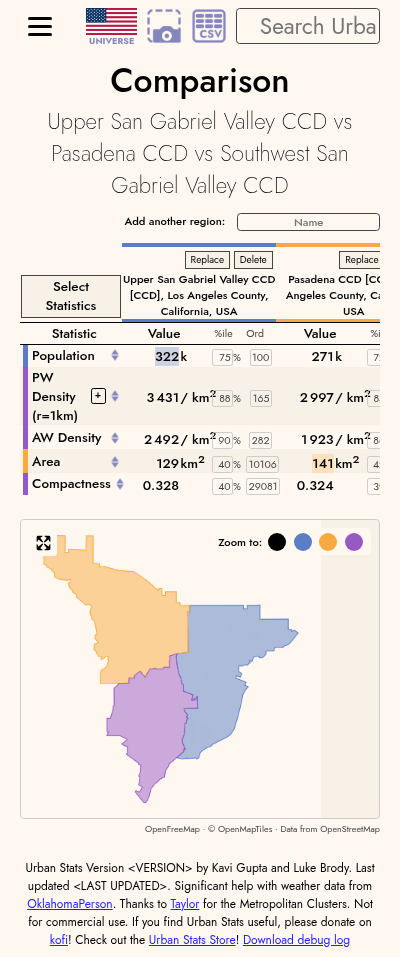 UNIVERSE
CSV
Search Urba
Comparison
Upper San Gabriel Valley CCD vs
Pasadena CCD vs Southwest San
Gabriel Valley CCD
Add another region: Name
Select
Statistics
Replace Delete
Upper San Gabriel Valley CCD
[CCD], Los Angeles County,
California, USA
Replace
Pasadena CCD [CC
Angeles County, Ca
USA
Statistic Value %ile Ord Value %i
Population 322k 75% 100 271k 7
PW
Density
(r=1km) + 3 431/ km² 88% 165 2 997/ km² 8
AW Density 2 492/ km² 90% 282 1 923/ km² 8
Area 129km² 40% 10106 141km² 4
Compactness 0.328 40% 29081 0.324 3
Zoom to:
OpenFreeMap · © OpenMapTiles · Data from OpenStreetMap
Urban Stats Version <VERSION> by Kavi Gupta and Luke Brody. Last
updated <LAST UPDATED>. Significant help with weather data from
OklahomaPerson. Thanks to Taylor for the Metropolitan Clusters. Not
for commercial use. If you find Urban Stats useful, please donate on
kofi! Check out the Urban Stats Store! Download debug log